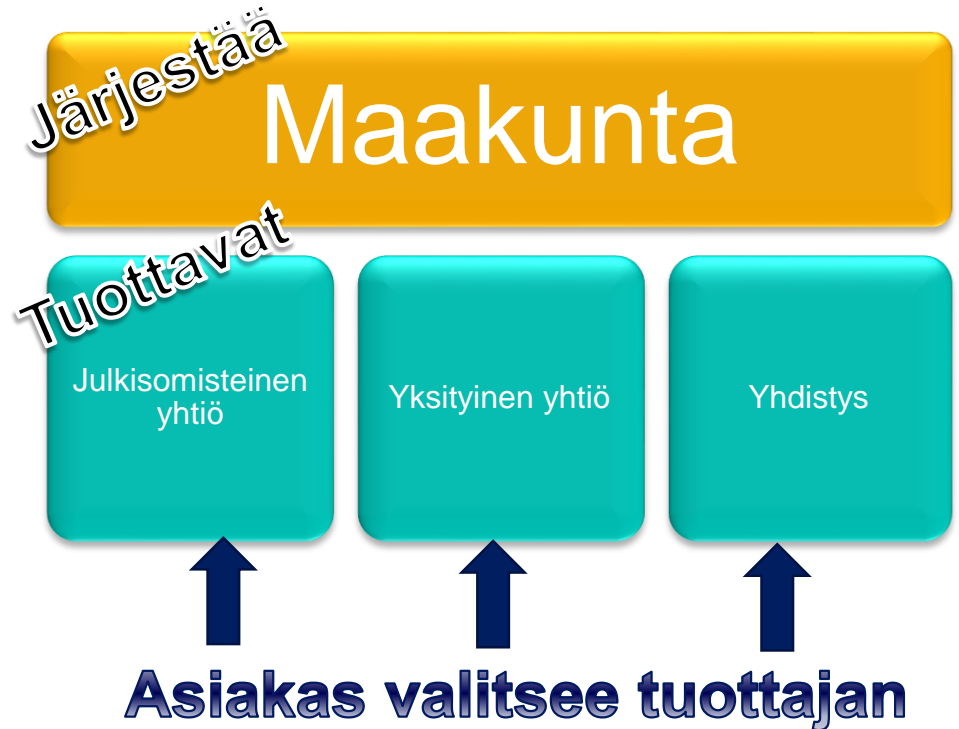 Järjestää
Maakunta
Tuottavat
Julkisomisteinen
yhtiö
Yksityinen yhtiö
Yhdistys
Asiakas valitsee tuottajan